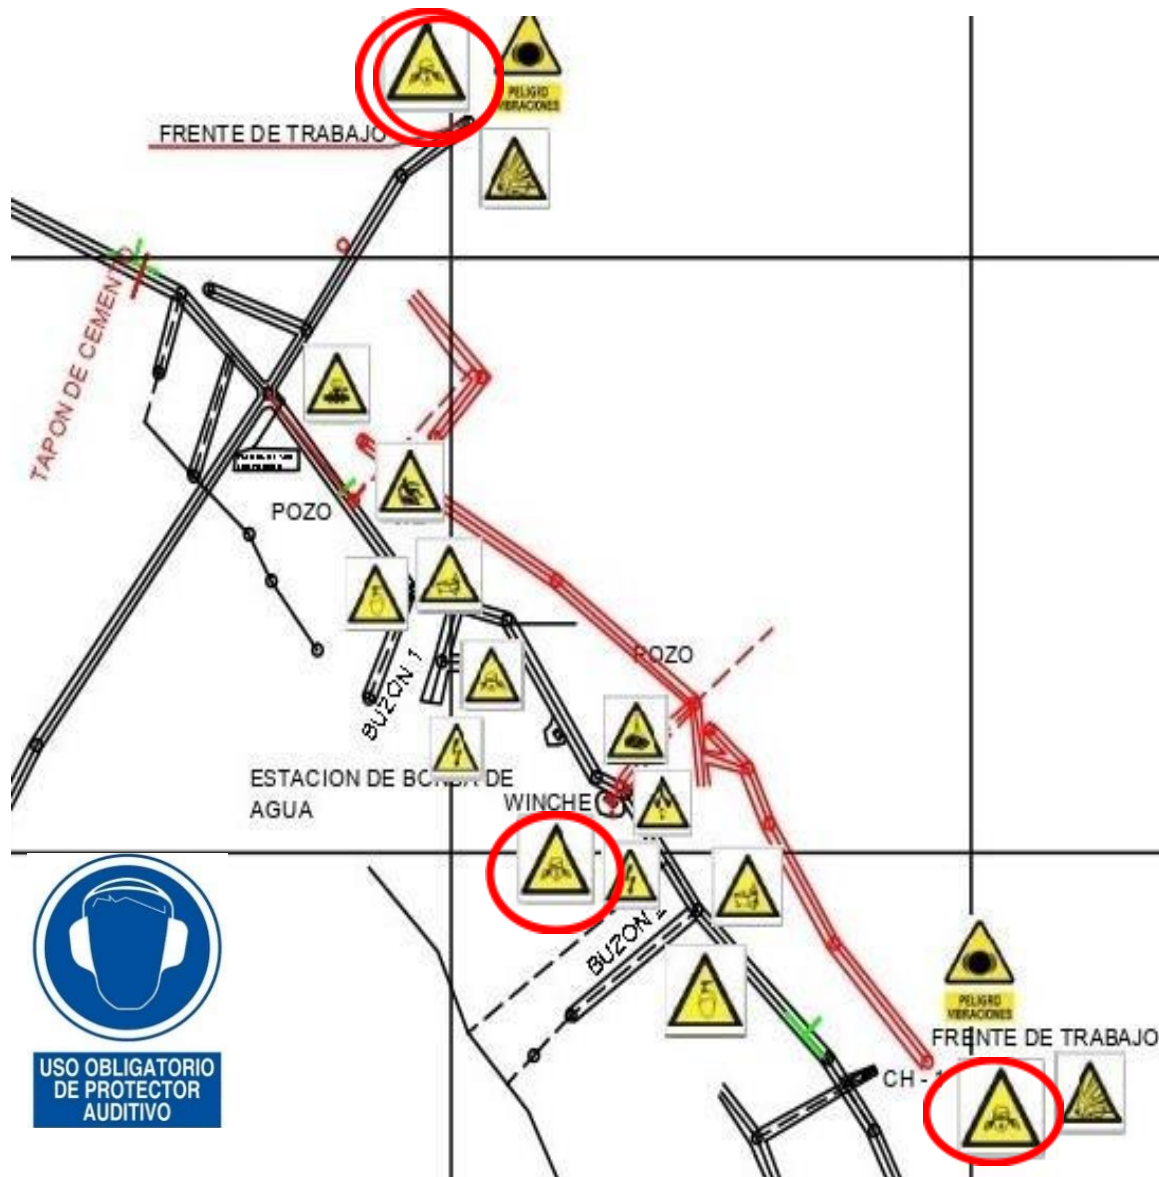 PELIGRO
VIBRACIONES
FRENTE DE TRABAJO
TAPON DE CEMENTO
POZO
BUZON 1
POZO
ESTACION DE BOMBA DE
AGUA
WINCHE
BUZON 2
PELIGRO
VIBRACIONES
FRENTE DE TRABAJO
CH - 1
USO OBLIGATORIO
DE PROTECTOR
AUDITIVO